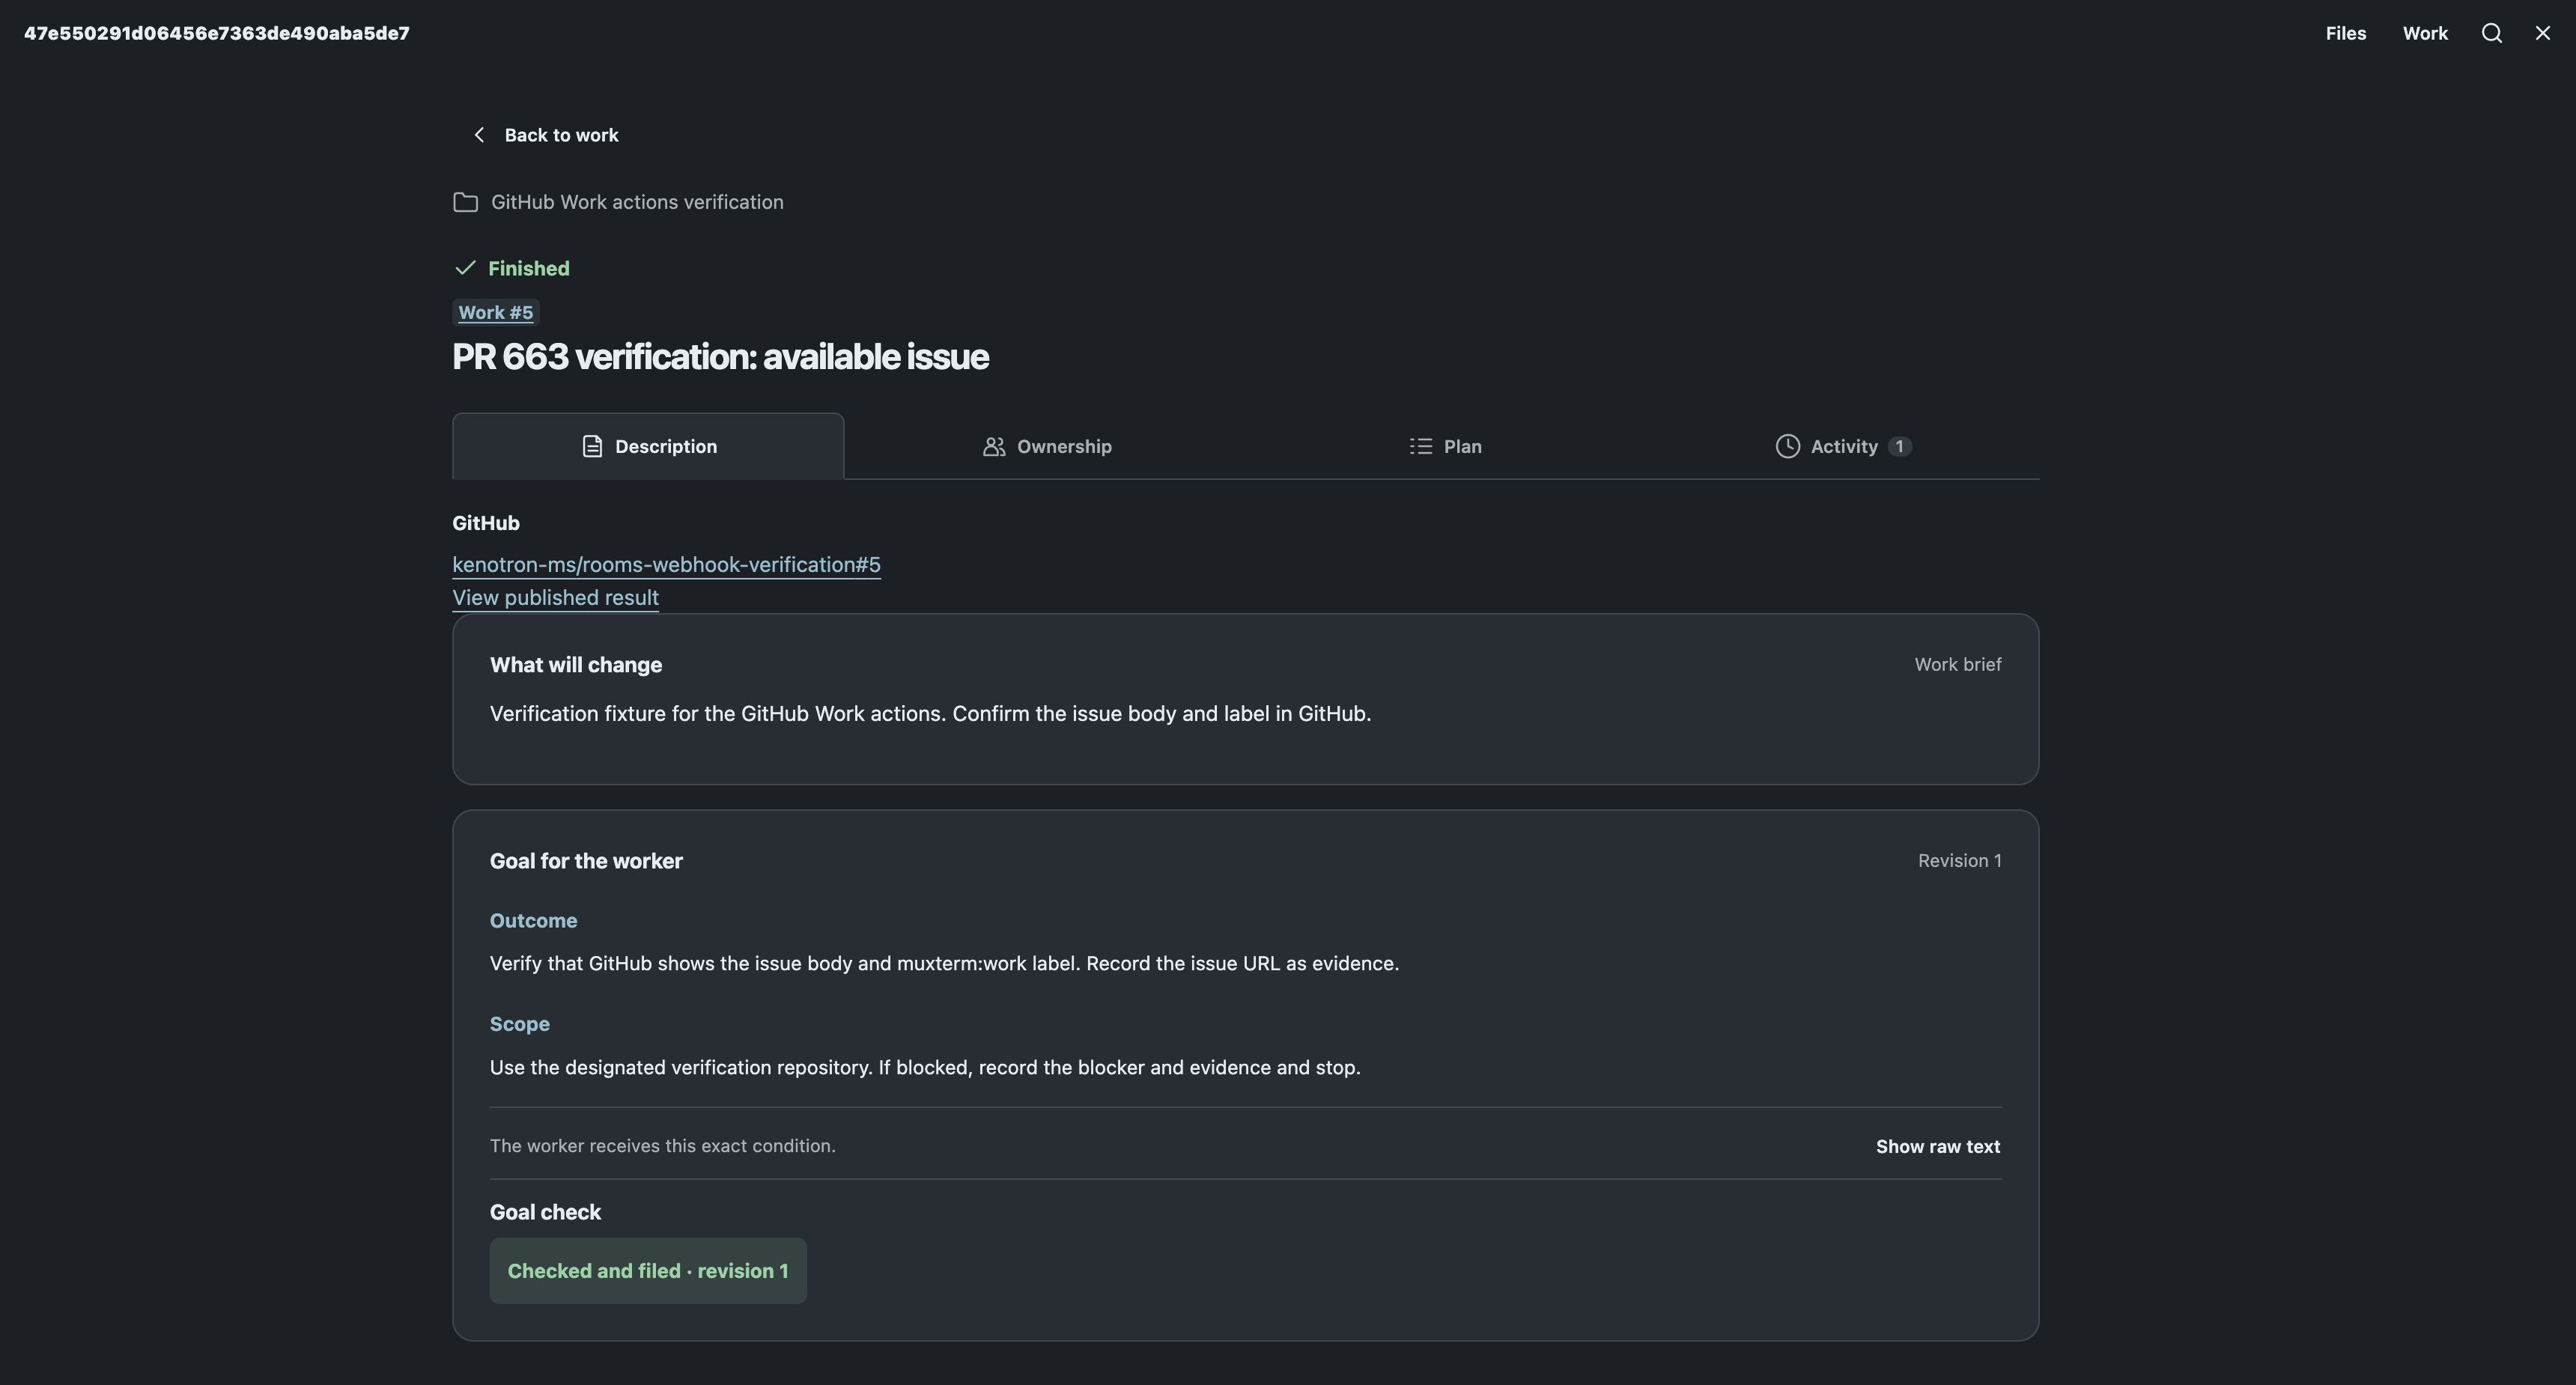 47e550291d06456e7363de490aba5de7
Files
Work
Back to work
GitHub Work actions verification
Finished
Work #5
PR 663 verification: available issue
Description
Ownership
Plan
Activity 1
GitHub
kenotron-ms/rooms-webhook-verification#5
View published result
What will change
Work brief
Verification fixture for the GitHub Work actions. Confirm the issue body and label in GitHub.
Goal for the worker
Revision 1
Outcome
Verify that GitHub shows the issue body and muxterm:work label. Record the issue URL as evidence.
Scope
Use the designated verification repository. If blocked, record the blocker and evidence and stop.
The worker receives this exact condition.
Show raw text
Goal check
Checked and filed · revision 1